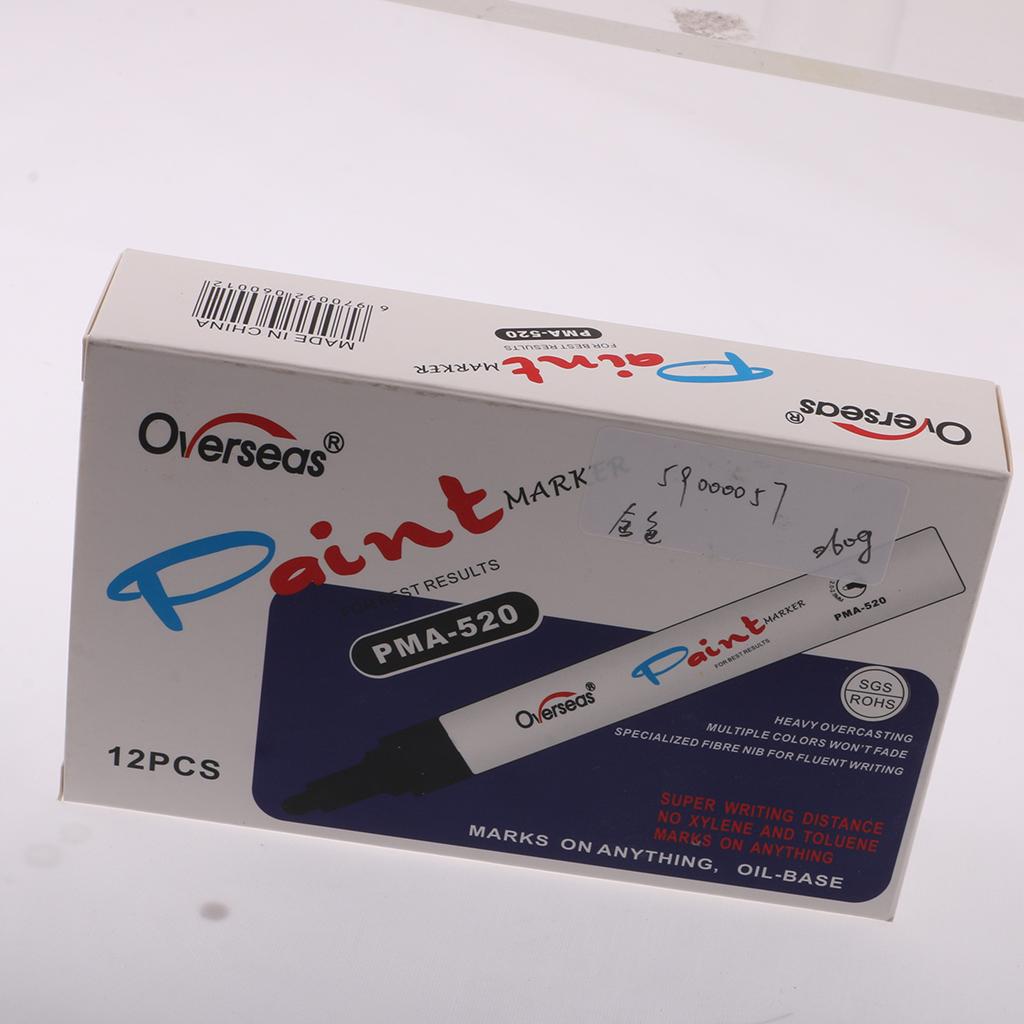 6 970092 060012
MADE IN CHINA
PMA-520
FOR BEST RESULTS
Paint MARKER
Overseas®
Overseas®
Paint MARKER
FOR BEST RESULTS
PMA-520
59000057
金色
260g
PMA-520
Paint MARKER
FOR BEST RESULTS
Overseas®
SGS
ROHS
HEAVY OVERCASTING
MULTIPLE COLORS WON'T FADE
SPECIALIZED FIBRE NIB FOR FLUENT WRITING
12PCS
SUPER WRITING DISTANCE
NO XYLENE AND TOLUENE
MARKS ON ANYTHING
MARKS ON ANYTHING, OIL-BASE